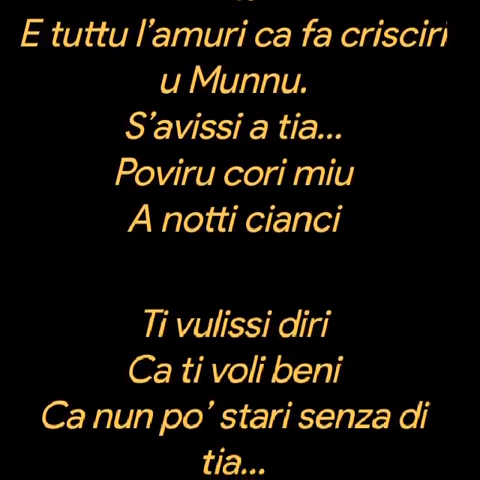 E tuttu l’amuri ca fa crisciri
u Munnu.
S’avissi a tia...
Poviru cori miu
A notti cianci
Ti vulissi diri
Ca ti voli beni
Ca nun po’ stari senza di
tia...